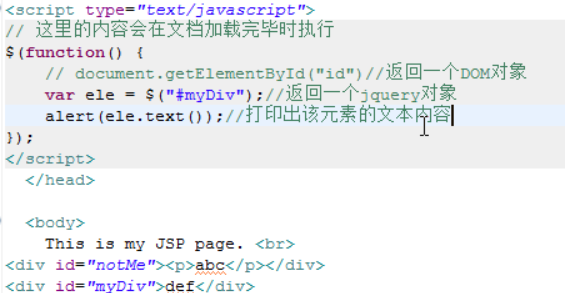 <script type="text/javascript">
// 这里的内容会在文档加载完毕时执行
$(function() {
    // document.getElementById("id")//返回一个DOM对象
    var ele = $("#myDiv");//返回一个jquery对象
    alert(ele.text());//打印出该元素的文本内容
});
</script>
  </head>

  <body>
    This is my JSP page. <br>
<div id="notMe"><p>abc</p></div>
<div id="myDiv">def</div>